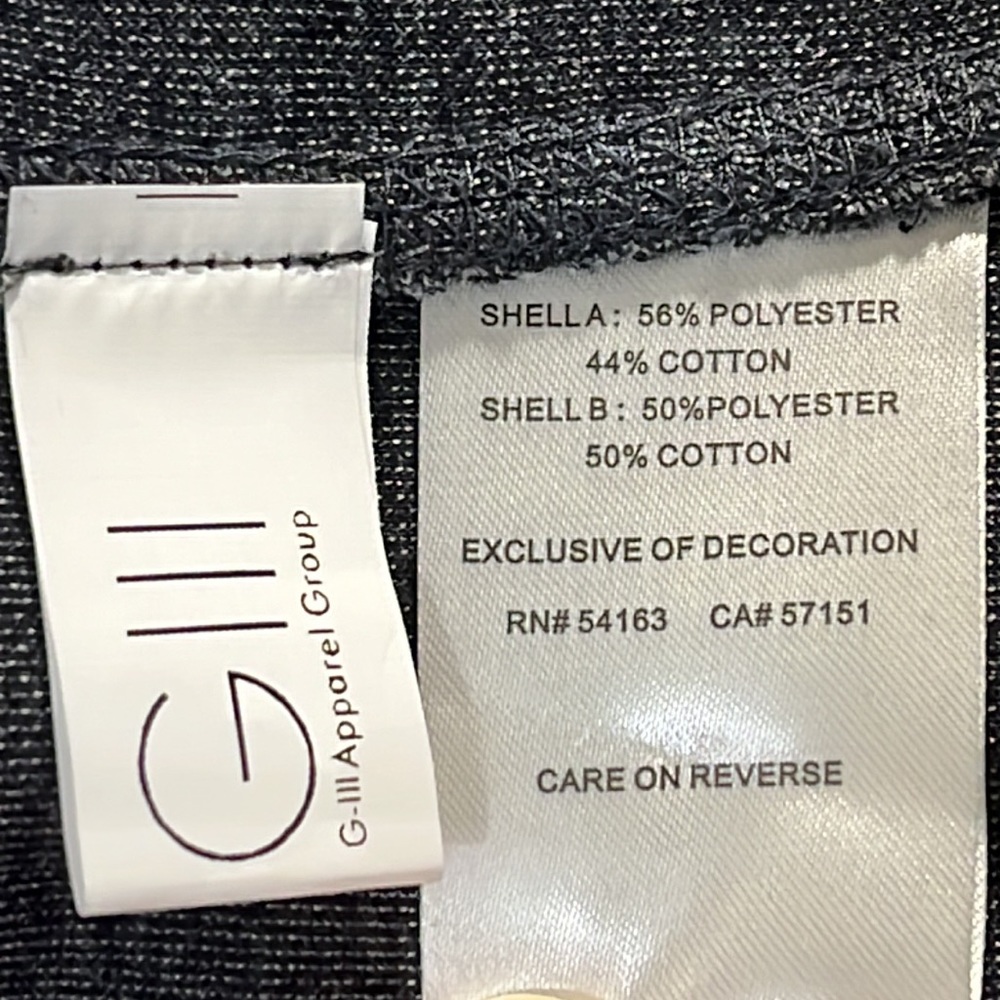 GIII
G-III Apparel Group
SHELL A: 56% POLYESTER
44% COTTON
SHELL B: 50% POLYESTER
50% COTTON
EXCLUSIVE OF DECORATION
RN# 54163 CA# 57151
CARE ON REVERSE